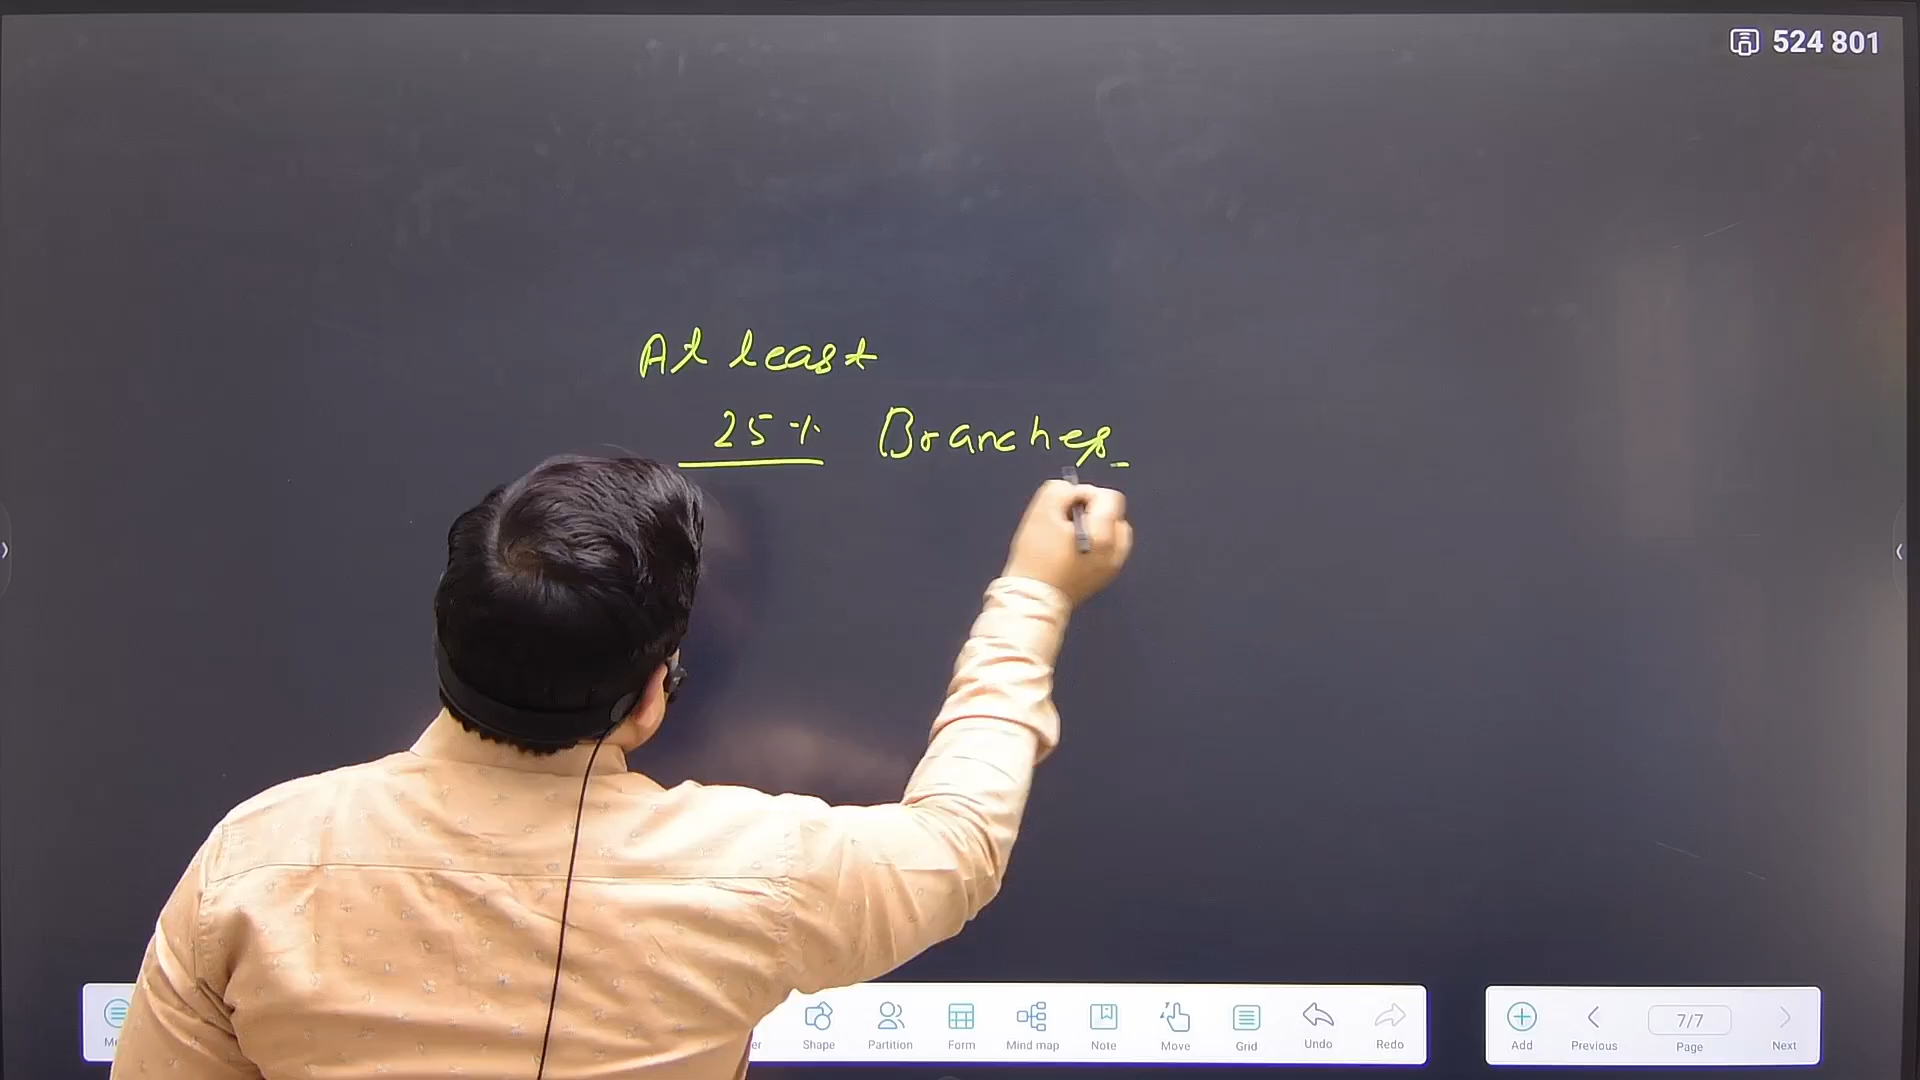 524 801
At least
25% Branches
Shape Partition Form Mind map Note Move Grid Undo Redo
Add Previous 7/7 Page Next